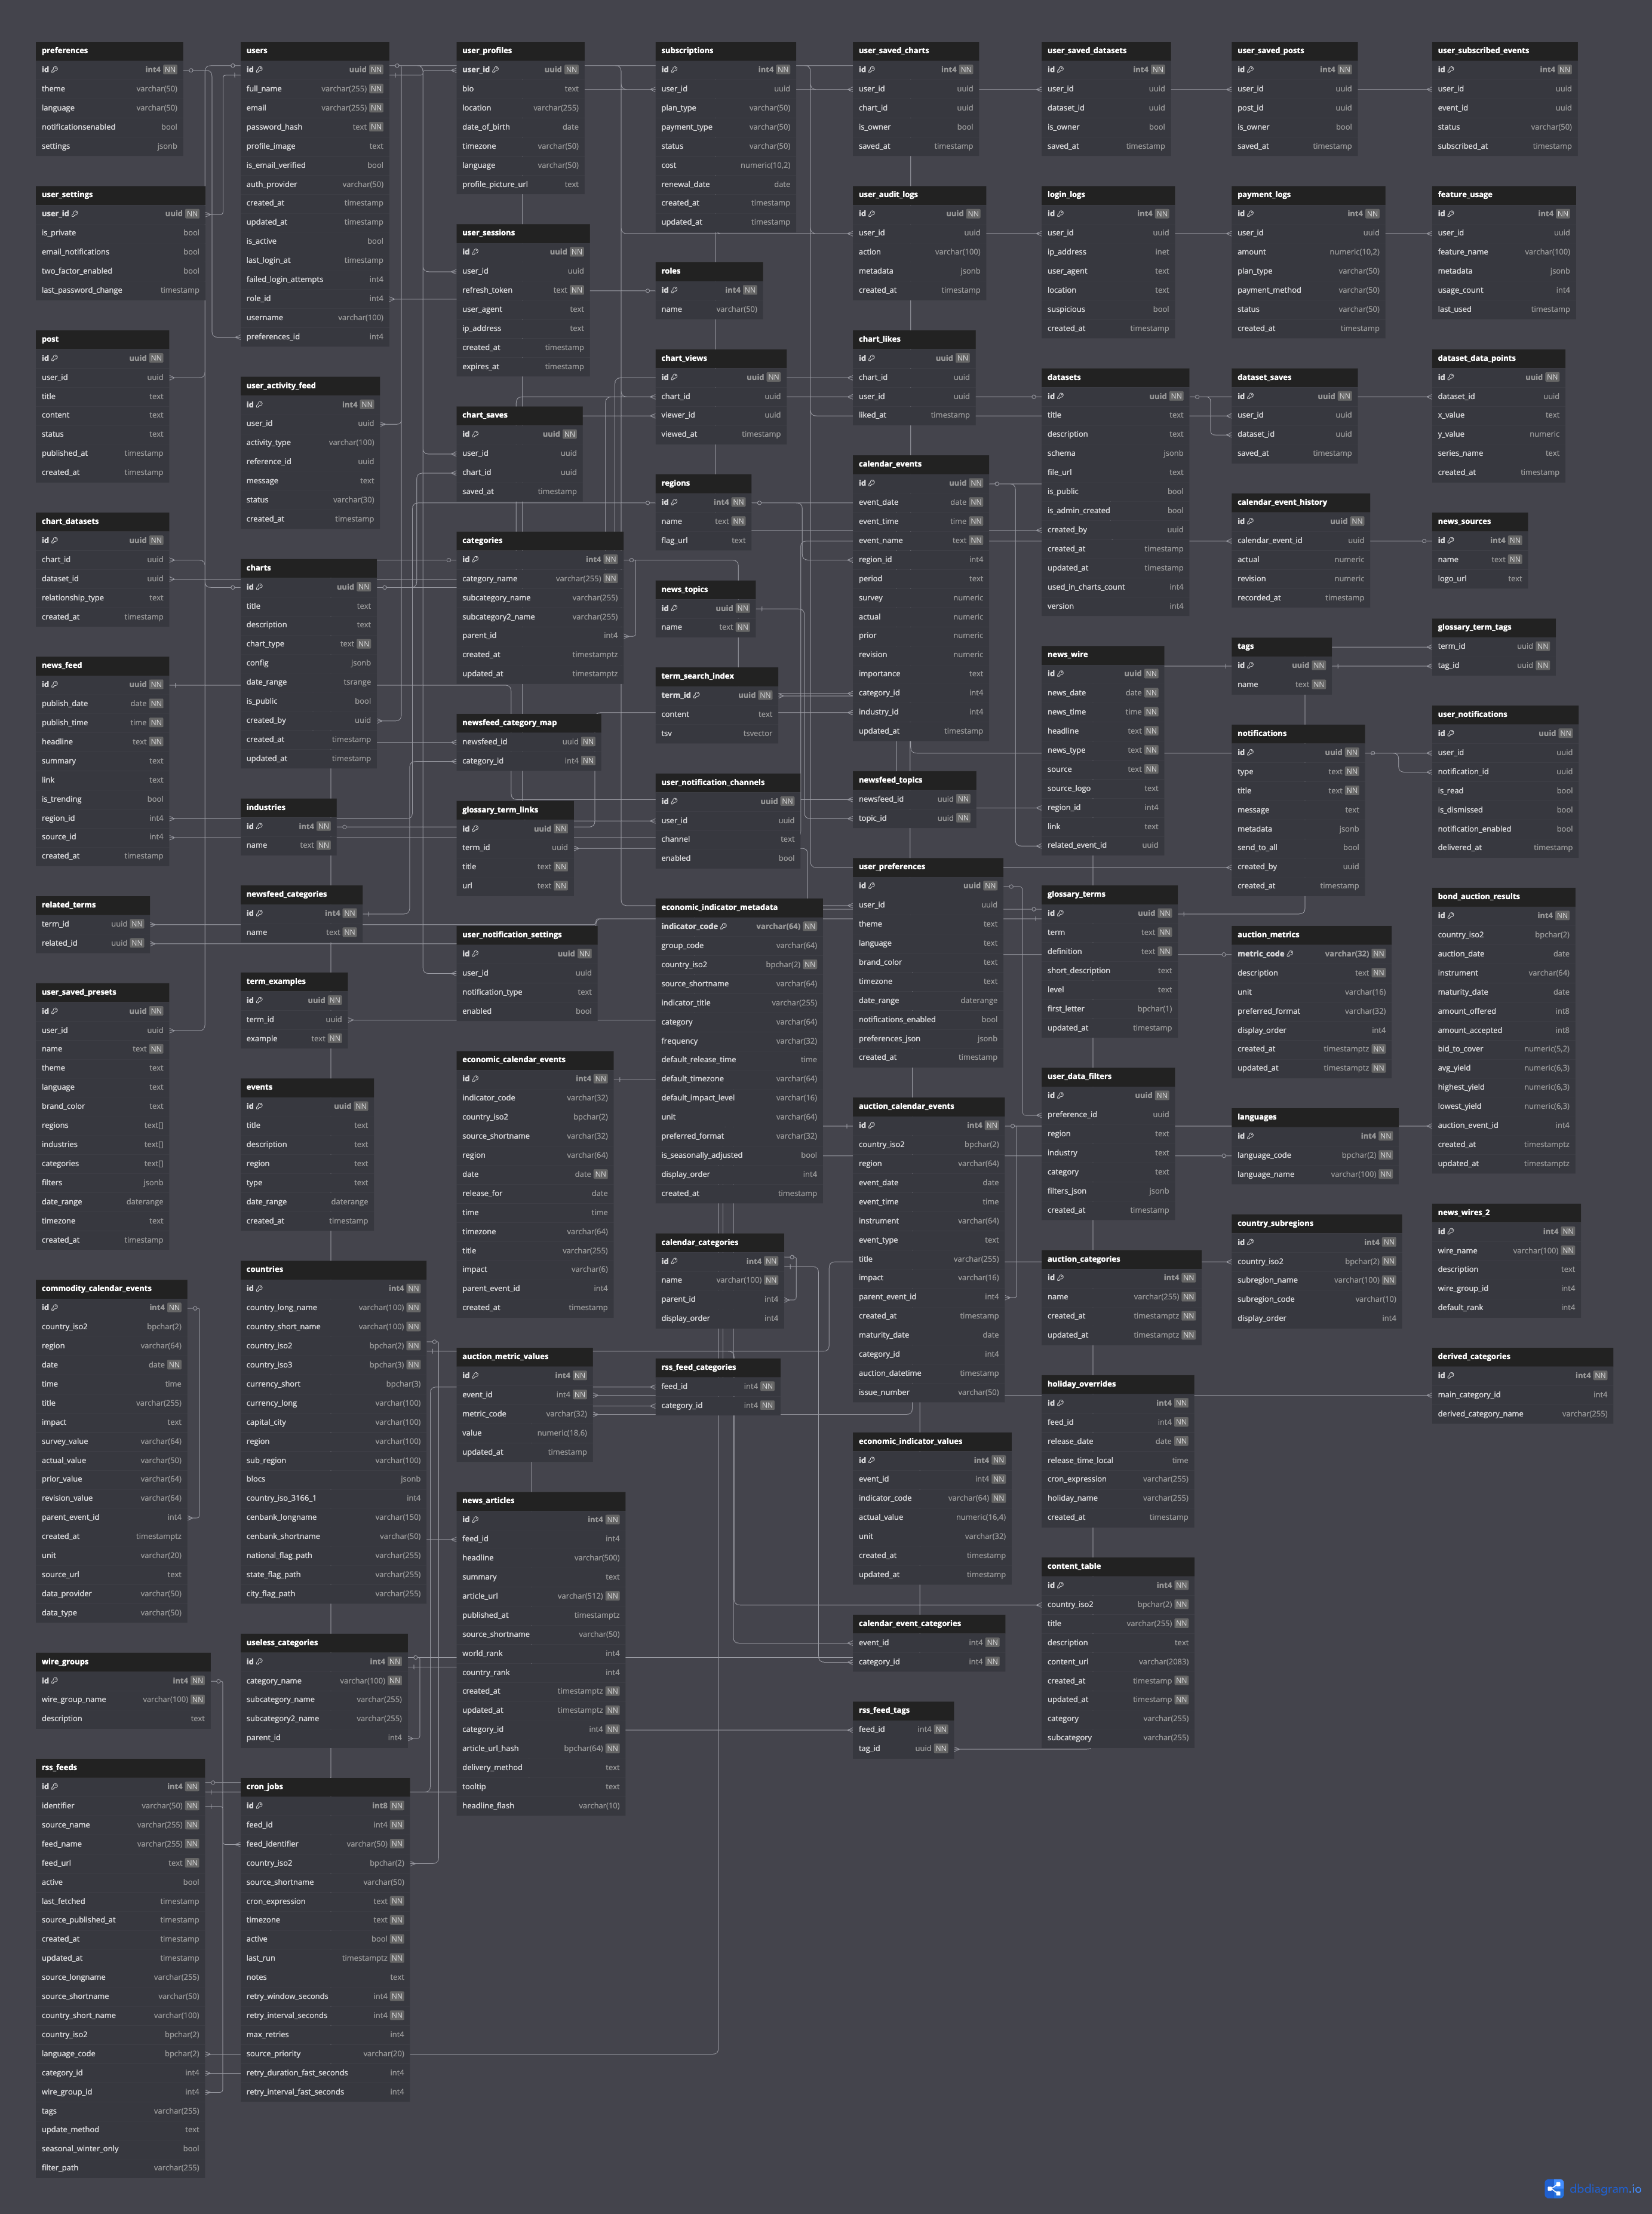 preferences
id int4 NN
theme varchar(50)
language varchar(50)
notificationsenabled bool
settings jsonb
user_settings
user_id uuid NN
is_private bool
email_notifications bool
two_factor_enabled bool
last_password_change timestamp
post
id uuid NN
user_id uuid
title text
content text
status text
published_at timestamp
created_at timestamp
chart_datasets
id uuid NN
chart_id uuid
dataset_id uuid
relationship_type text
created_at timestamp
news_feed
id uuid NN
publish_date date NN
publish_time time NN
headline text NN
summary text
link text
is_trending bool
region_id int4
source_id int4
created_at timestamp
related_terms
term_id uuid NN
related_id uuid NN
user_saved_presets
id uuid NN
user_id uuid
name text NN
theme text
language text
brand_color text
regions text[]
industries text[]
categories text[]
filters jsonb
date_range daterange
timezone text
created_at timestamp
commodity_calendar_events
id int4 NN
country_iso2 bpchar(2)
region varchar(64)
date date NN
time time
title varchar(255)
impact text
survey_value varchar(64)
actual_value varchar(50)
prior_value varchar(64)
revision_value varchar(64)
parent_event_id int4
created_at timestamptz
unit varchar(20)
source_url text
data_provider varchar(50)
data_type varchar(50)
wire_groups
id int4 NN
wire_group_name varchar(100) NN
description text
rss_feeds
id int4 NN
identifier varchar(50) NN
source_name varchar(255) NN
feed_name varchar(255) NN
feed_url text NN
active bool
last_fetched timestamp
source_published_at timestamp
created_at timestamp
updated_at timestamp
source_longname varchar(255)
source_shortname varchar(50)
country_short_name varchar(100)
country_iso2 bpchar(2)
language_code bpchar(2)
category_id int4
wire_group_id int4
tags varchar(255)
update_method text
seasonal_winter_only bool
filter_path varchar(255)
users
id uuid NN
full_name varchar(255) NN
email varchar(255) NN
password_hash text NN
profile_image text
is_email_verified bool
auth_provider varchar(50)
created_at timestamp
updated_at timestamp
is_active bool
last_login_at timestamp
failed_login_attempts int4
role_id int4
username varchar(100)
preferences_id int4
user_activity_feed
id int4 NN
user_id uuid
activity_type varchar(100)
reference_id uuid
message text
status varchar(30)
created_at timestamp
charts
id uuid NN
title text
description text
chart_type text NN
config jsonb
date_range tsrange
is_public bool
created_by uuid
created_at timestamp
updated_at timestamp
industries
id int4 NN
name text NN
newsfeed_categories
id int4 NN
name text NN
term_examples
id uuid NN
term_id uuid
example text NN
events
id uuid NN
title text
description text
region text
type text
date_range daterange
created_at timestamp
countries
id int4 NN
country_long_name varchar(100) NN
country_short_name varchar(100) NN
country_iso2 bpchar(2) NN
country_iso3 bpchar(3) NN
currency_short bpchar(3)
currency_long varchar(100)
capital_city varchar(100)
region varchar(100)
sub_region varchar(100)
blocs jsonb
country_iso_3166_1 int4
cenbank_longname varchar(150)
cenbank_shortname varchar(50)
national_flag_path varchar(255)
state_flag_path varchar(255)
city_flag_path varchar(255)
useless_categories
id int4 NN
category_name varchar(100) NN
subcategory_name varchar(255)
subcategory2_name varchar(255)
parent_id int4
cron_jobs
id int8 NN
feed_id int4 NN
feed_identifier varchar(50) NN
country_iso2 bpchar(2)
source_shortname varchar(50)
cron_expression text NN
timezone text NN
active bool NN
last_run timestamptz NN
notes text
retry_window_seconds int4 NN
retry_interval_seconds int4 NN
max_retries int4
source_priority varchar(20)
retry_duration_fast_seconds int4
retry_interval_fast_seconds int4
user_profiles
user_id uuid NN
bio text
location varchar(255)
date_of_birth date
timezone varchar(50)
language varchar(50)
profile_picture_url text
user_sessions
id uuid NN
user_id uuid
refresh_token text NN
user_agent text
ip_address text
created_at timestamp
expires_at timestamp
chart_saves
id uuid NN
user_id uuid
chart_id uuid
saved_at timestamp
categories
id int4 NN
category_name varchar(255) NN
subcategory_name varchar(255)
subcategory2_name varchar(255)
parent_id int4
created_at timestamptz
updated_at timestamptz
newsfeed_category_map
newsfeed_id uuid NN
category_id int4 NN
glossary_term_links
id uuid NN
term_id uuid
title text NN
url text NN
user_notification_settings
id uuid NN
user_id uuid
notification_type text
enabled bool
economic_calendar_events
id int4 NN
indicator_code varchar(32)
country_iso2 bpchar(2)
source_shortname varchar(32)
region varchar(64)
date date NN
release_for date
time time
timezone varchar(64)
title varchar(255)
impact varchar(6)
parent_event_id int4
created_at timestamp
auction_metric_values
id int4 NN
event_id int4 NN
metric_code varchar(32)
value numeric(18,6)
updated_at timestamp
news_articles
id int4 NN
feed_id int4
headline varchar(500)
summary text
article_url varchar(512) NN
published_at timestamptz
source_shortname varchar(50)
world_rank int4
country_rank int4
created_at timestamptz NN
updated_at timestamptz NN
category_id int4 NN
article_url_hash bpchar(64) NN
delivery_method text
tooltip text
headline_flash varchar(10)
subscriptions
id int4 NN
user_id uuid
plan_type varchar(50)
payment_type varchar(50)
status varchar(50)
cost numeric(10,2)
renewal_date date
created_at timestamp
updated_at timestamp
roles
id int4 NN
name varchar(50)
chart_views
id uuid NN
chart_id uuid
viewer_id uuid
viewed_at timestamp
regions
id int4 NN
name text NN
flag_url text
news_topics
id uuid NN
name text NN
term_search_index
term_id uuid NN
content text
tsv tsvector
user_notification_channels
id uuid NN
user_id uuid
channel text
enabled bool
economic_indicator_metadata
indicator_code varchar(64) NN
group_code varchar(64)
country_iso2 bpchar(2) NN
source_shortname varchar(64)
indicator_title varchar(255)
category varchar(64)
frequency varchar(32)
default_release_time time
default_timezone varchar(64)
default_impact_level varchar(16)
unit varchar(64)
preferred_format varchar(32)
is_seasonally_adjusted bool
display_order int4
created_at timestamp
calendar_categories
id int4 NN
name varchar(100) NN
parent_id int4
display_order int4
rss_feed_categories
feed_id int4 NN
category_id int4 NN
user_saved_charts
id int4 NN
user_id uuid
chart_id uuid
is_owner bool
saved_at timestamp
user_audit_logs
id uuid NN
user_id uuid
action varchar(100)
metadata jsonb
created_at timestamp
chart_likes
id uuid NN
chart_id uuid
user_id uuid
liked_at timestamp
calendar_events
id uuid NN
event_date date NN
event_time time NN
event_name text NN
region_id int4
period text
survey numeric
actual numeric
prior numeric
revision numeric
importance text
category_id int4
industry_id int4
updated_at timestamp
newsfeed_topics
newsfeed_id uuid NN
topic_id uuid NN
user_preferences
id uuid NN
user_id uuid
theme text
language text
brand_color text
timezone text
date_range daterange
notifications_enabled bool
preferences_json jsonb
created_at timestamp
auction_calendar_events
id int4 NN
country_iso2 bpchar(2)
region varchar(64)
event_date date
event_time time
instrument varchar(64)
event_type text
title varchar(255)
impact varchar(16)
parent_event_id int4
created_at timestamp
maturity_date date
category_id int4
auction_datetime timestamp
issue_number varchar(50)
economic_indicator_values
id int4 NN
event_id int4 NN
indicator_code varchar(64) NN
actual_value numeric(16,4)
unit varchar(32)
created_at timestamp
updated_at timestamp
calendar_event_categories
event_id int4 NN
category_id int4 NN
rss_feed_tags
feed_id int4 NN
tag_id uuid NN
user_saved_datasets
id int4 NN
user_id uuid
dataset_id uuid
is_owner bool
saved_at timestamp
login_logs
id int4 NN
user_id uuid
ip_address inet
user_agent text
location text
suspicious bool
created_at timestamp
datasets
id uuid NN
title text
description text
schema jsonb
file_url text
is_public bool
is_admin_created bool
created_by uuid
created_at timestamp
updated_at timestamp
used_in_charts_count int4
version int4
news_wire
id uuid NN
news_date date NN
news_time time NN
headline text NN
news_type text NN
source text NN
source_logo text
region_id int4
link text
related_event_id uuid
glossary_terms
id uuid NN
term text NN
definition text NN
short_description text
level text
first_letter bpchar(1)
updated_at timestamp
user_data_filters
id uuid NN
preference_id uuid
region text
industry text
category text
filters_json jsonb
created_at timestamp
auction_categories
id int4 NN
name varchar(255) NN
created_at timestamptz NN
updated_at timestamptz NN
holiday_overrides
id int4 NN
feed_id int4 NN
release_date date NN
release_time_local time
cron_expression varchar(255)
holiday_name varchar(255)
created_at timestamp
content_table
id int4 NN
country_iso2 bpchar(2) NN
title varchar(255) NN
description text
content_url varchar(2083)
created_at timestamp NN
updated_at timestamp NN
category varchar(255)
subcategory varchar(255)
user_saved_posts
id int4 NN
user_id uuid
post_id uuid
is_owner bool
saved_at timestamp
payment_logs
id int4 NN
user_id uuid
amount numeric(10,2)
plan_type varchar(50)
payment_method varchar(50)
status varchar(50)
created_at timestamp
dataset_saves
id uuid NN
user_id uuid
dataset_id uuid
saved_at timestamp
calendar_event_history
id uuid NN
calendar_event_id uuid
actual numeric
revision numeric
recorded_at timestamp
tags
id uuid NN
name text NN
notifications
id uuid NN
type text NN
title text NN
message text
metadata jsonb
send_to_all bool
created_by uuid
created_at timestamp
auction_metrics
metric_code varchar(32) NN
description text NN
unit varchar(16)
preferred_format varchar(32)
display_order int4
created_at timestamptz NN
updated_at timestamptz NN
languages
id int4 NN
language_code bpchar(2) NN
language_name varchar(100) NN
country_subregions
id int4 NN
country_iso2 bpchar(2) NN
subregion_name varchar(100) NN
subregion_code varchar(10)
display_order int4
user_subscribed_events
id int4 NN
user_id uuid
event_id uuid
status varchar(50)
subscribed_at timestamp
feature_usage
id int4 NN
user_id uuid
feature_name varchar(100)
metadata jsonb
usage_count int4
last_used timestamp
dataset_data_points
id uuid NN
dataset_id uuid
x_value text
y_value numeric
series_name text
created_at timestamp
news_sources
id int4 NN
name text NN
logo_url text
glossary_term_tags
term_id uuid NN
tag_id uuid NN
user_notifications
id uuid NN
user_id uuid
notification_id uuid
is_read bool
is_dismissed bool
notification_enabled bool
delivered_at timestamp
bond_auction_results
id int4 NN
country_iso2 bpchar(2)
auction_date date
instrument varchar(64)
maturity_date date
amount_offered int8
amount_accepted int8
bid_to_cover numeric(5,2)
avg_yield numeric(6,3)
highest_yield numeric(6,3)
lowest_yield numeric(6,3)
auction_event_id int4
created_at timestamptz
updated_at timestamptz
news_wires_2
id int4 NN
wire_name varchar(100) NN
description text
wire_group_id int4
default_rank int4
derived_categories
id int4 NN
main_category_id int4
derived_category_name varchar(255)
dbdiagram.io